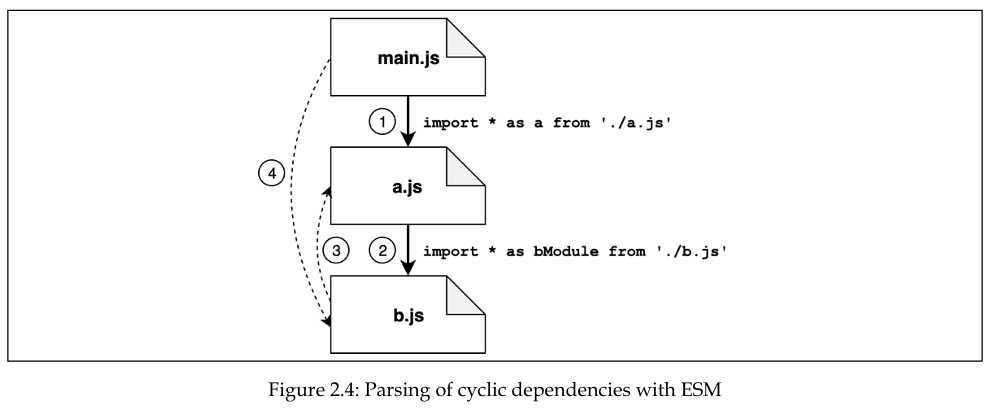 main.js
1 import * as a from './a.js'
4
a.js
3 2 import * as bModule from './b.js'
b.js
Figure 2.4: Parsing of cyclic dependencies with ESM